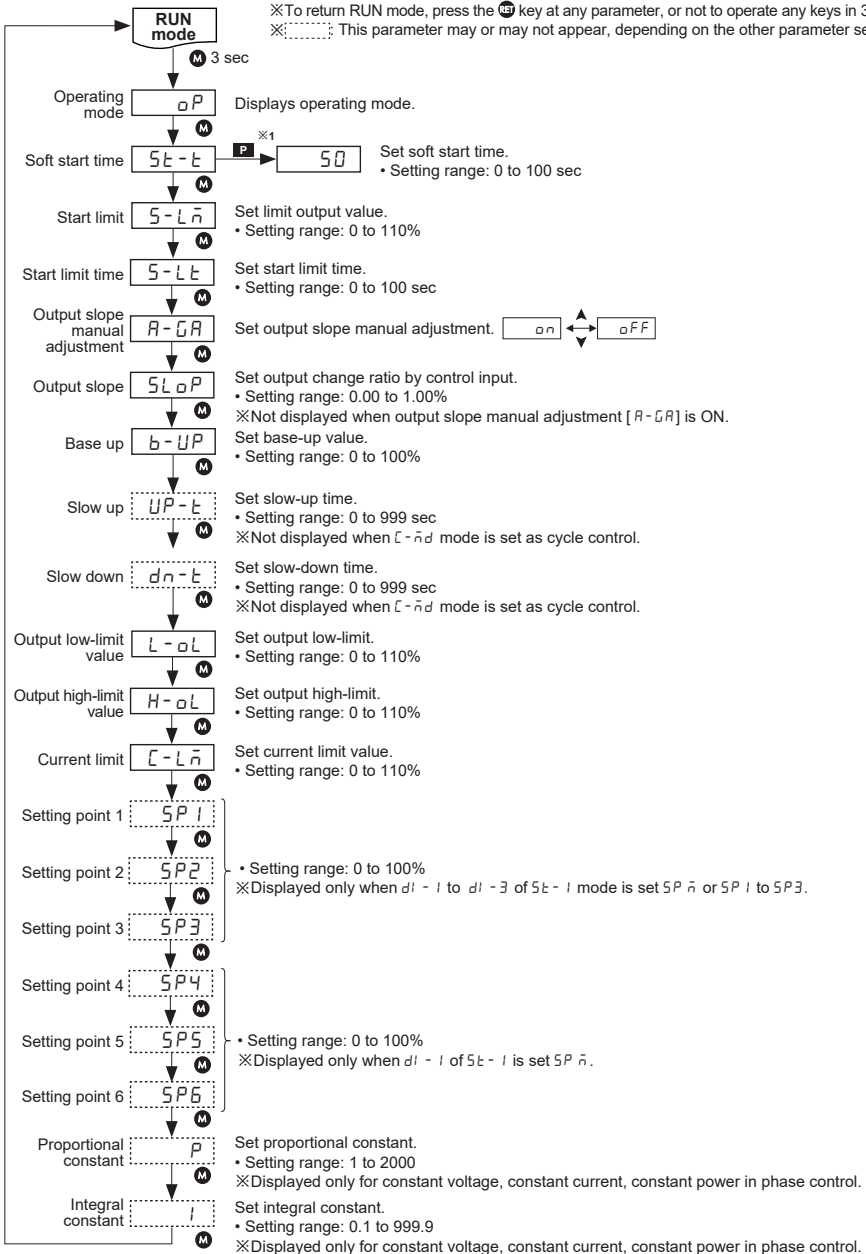 ※To return RUN mode, press the RET key at any parameter, or not to operate any keys in 3
※ : This parameter may or may not appear, depending on the other parameter se
RUN mode
M 3 sec
Operating mode
oP
Displays operating mode.
M
※1
Soft start time
St-t
P
50
Set soft start time.
• Setting range: 0 to 100 sec
M
Start limit
S-Lm
Set limit output value.
• Setting range: 0 to 110%
M
Start limit time
S-Lt
Set start limit time.
• Setting range: 0 to 100 sec
M
Output slope manual adjustment
A-GA
Set output slope manual adjustment.
on
oFF
M
Output slope
SLoP
Set output change ratio by control input.
• Setting range: 0.00 to 1.00%
※Not displayed when output slope manual adjustment [A-GA] is ON.
M
Base up
b-UP
Set base-up value.
• Setting range: 0 to 100%
M
Slow up
UP-t
Set slow-up time.
• Setting range: 0 to 999 sec
※Not displayed when C-md mode is set as cycle control.
M
Slow down
dn-t
Set slow-down time.
• Setting range: 0 to 999 sec
※Not displayed when C-md mode is set as cycle control.
M
Output low-limit value
L-oL
Set output low-limit.
• Setting range: 0 to 110%
M
Output high-limit value
H-oL
Set output high-limit.
• Setting range: 0 to 110%
M
Current limit
C-Lm
Set current limit value.
• Setting range: 0 to 110%
M
Setting point 1
SP1
M
Setting point 2
SP2
• Setting range: 0 to 100%
※Displayed only when dI-1 to dI-3 of St-1 mode is set SPm or SP1 to SP3.
M
Setting point 3
SP3
M
Setting point 4
SP4
M
Setting point 5
SP5
• Setting range: 0 to 100%
※Displayed only when dI-1 of St-1 is set SPm.
M
Setting point 6
SP6
M
Proportional constant
P
Set proportional constant.
• Setting range: 1 to 2000
※Displayed only for constant voltage, constant current, constant power in phase control.
M
Integral constant
I
Set integral constant.
• Setting range: 0.1 to 999.9
※Displayed only for constant voltage, constant current, constant power in phase control.
M